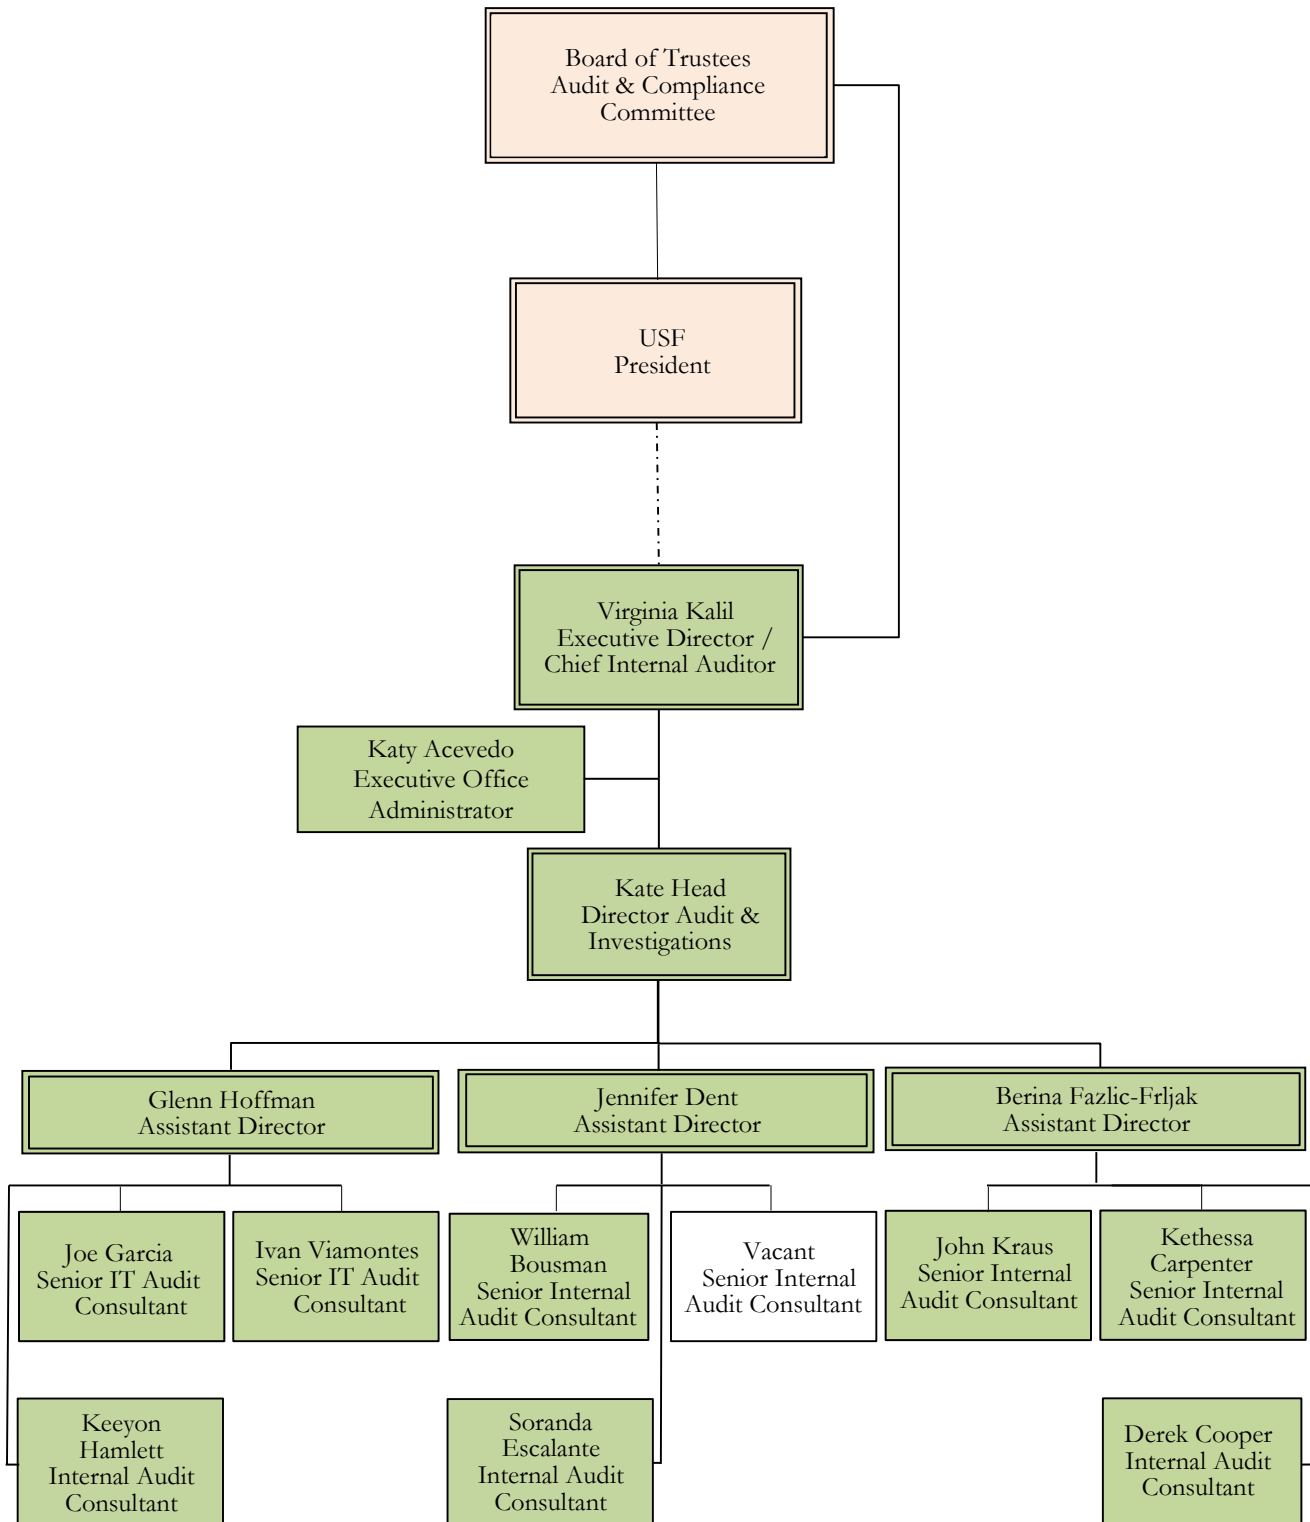 Board of Trustees
Audit & Compliance
Committee
USF
President
Virginia Kalil
Executive Director /
Chief Internal Auditor
Katy Acevedo
Executive Office
Administrator
Kate Head
Director Audit &
Investigations
Glenn Hoffman
Assistant Director
Jennifer Dent
Assistant Director
Berina Fazlic-Frljak
Assistant Director
Joe Garcia
Senior IT Audit
Consultant
Ivan Viamontes
Senior IT Audit
Consultant
William
Bousman
Senior Internal
Audit Consultant
Vacant
Senior Internal
Audit Consultant
John Kraus
Senior Internal
Audit Consultant
Kethessa
Carpenter
Senior Internal
Audit Consultant
Keeyon
Hamlett
Internal Audit
Consultant
Soranda
Escalante
Internal Audit
Consultant
Derek Cooper
Internal Audit
Consultant